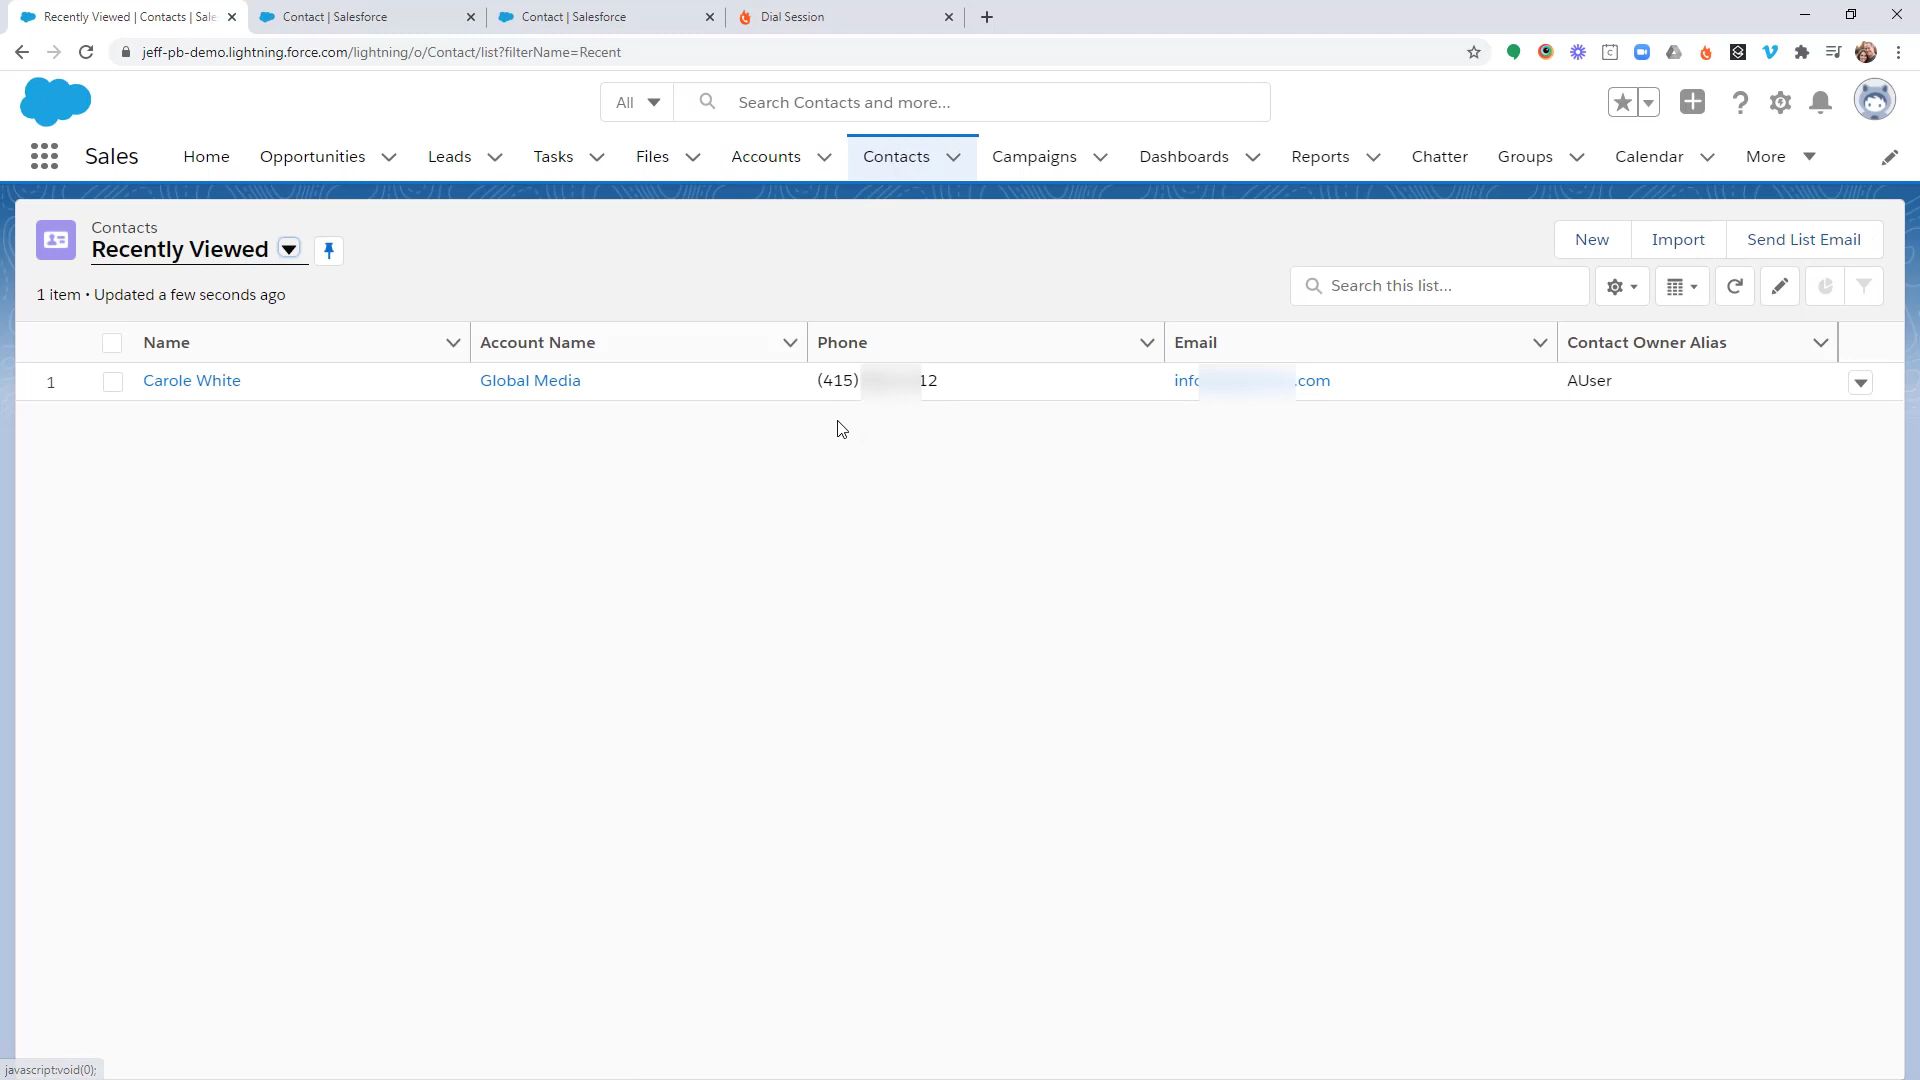 Recently Viewed | Contacts | Sale
Contact | Salesforce
Contact | Salesforce
Dial Session
jeff-pb-demo.lightning.force.com/lightning/o/Contact/list?filterName=Recent
All
Search Contacts and more...
Sales
Home
Opportunities
Leads
Tasks
Files
Accounts
Contacts
Campaigns
Dashboards
Reports
Chatter
Groups
Calendar
More
Contacts
Recently Viewed
New
Import
Send List Email
1 item • Updated a few seconds ago
Search this list...
Name
Account Name
Phone
Email
Contact Owner Alias
1
Carole White
Global Media
(415) 12
info .com
AUser
javascript:void(0);